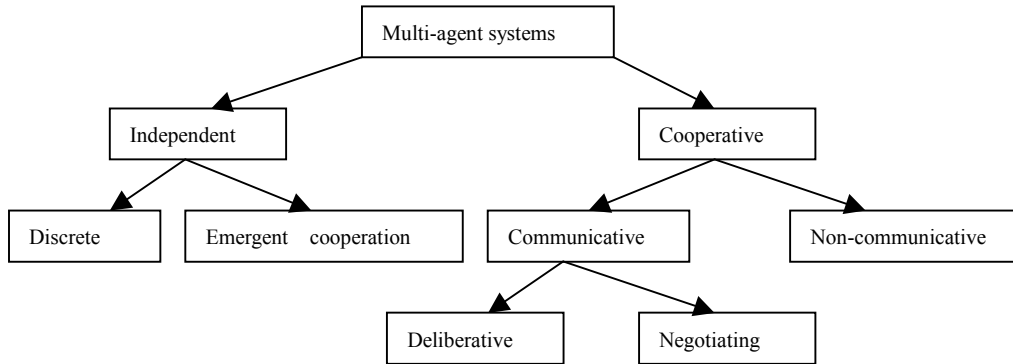 Multi-agent systems
Independent
Cooperative
Discrete
Emergent cooperation
Communicative
Non-communicative
Deliberative
Negotiating